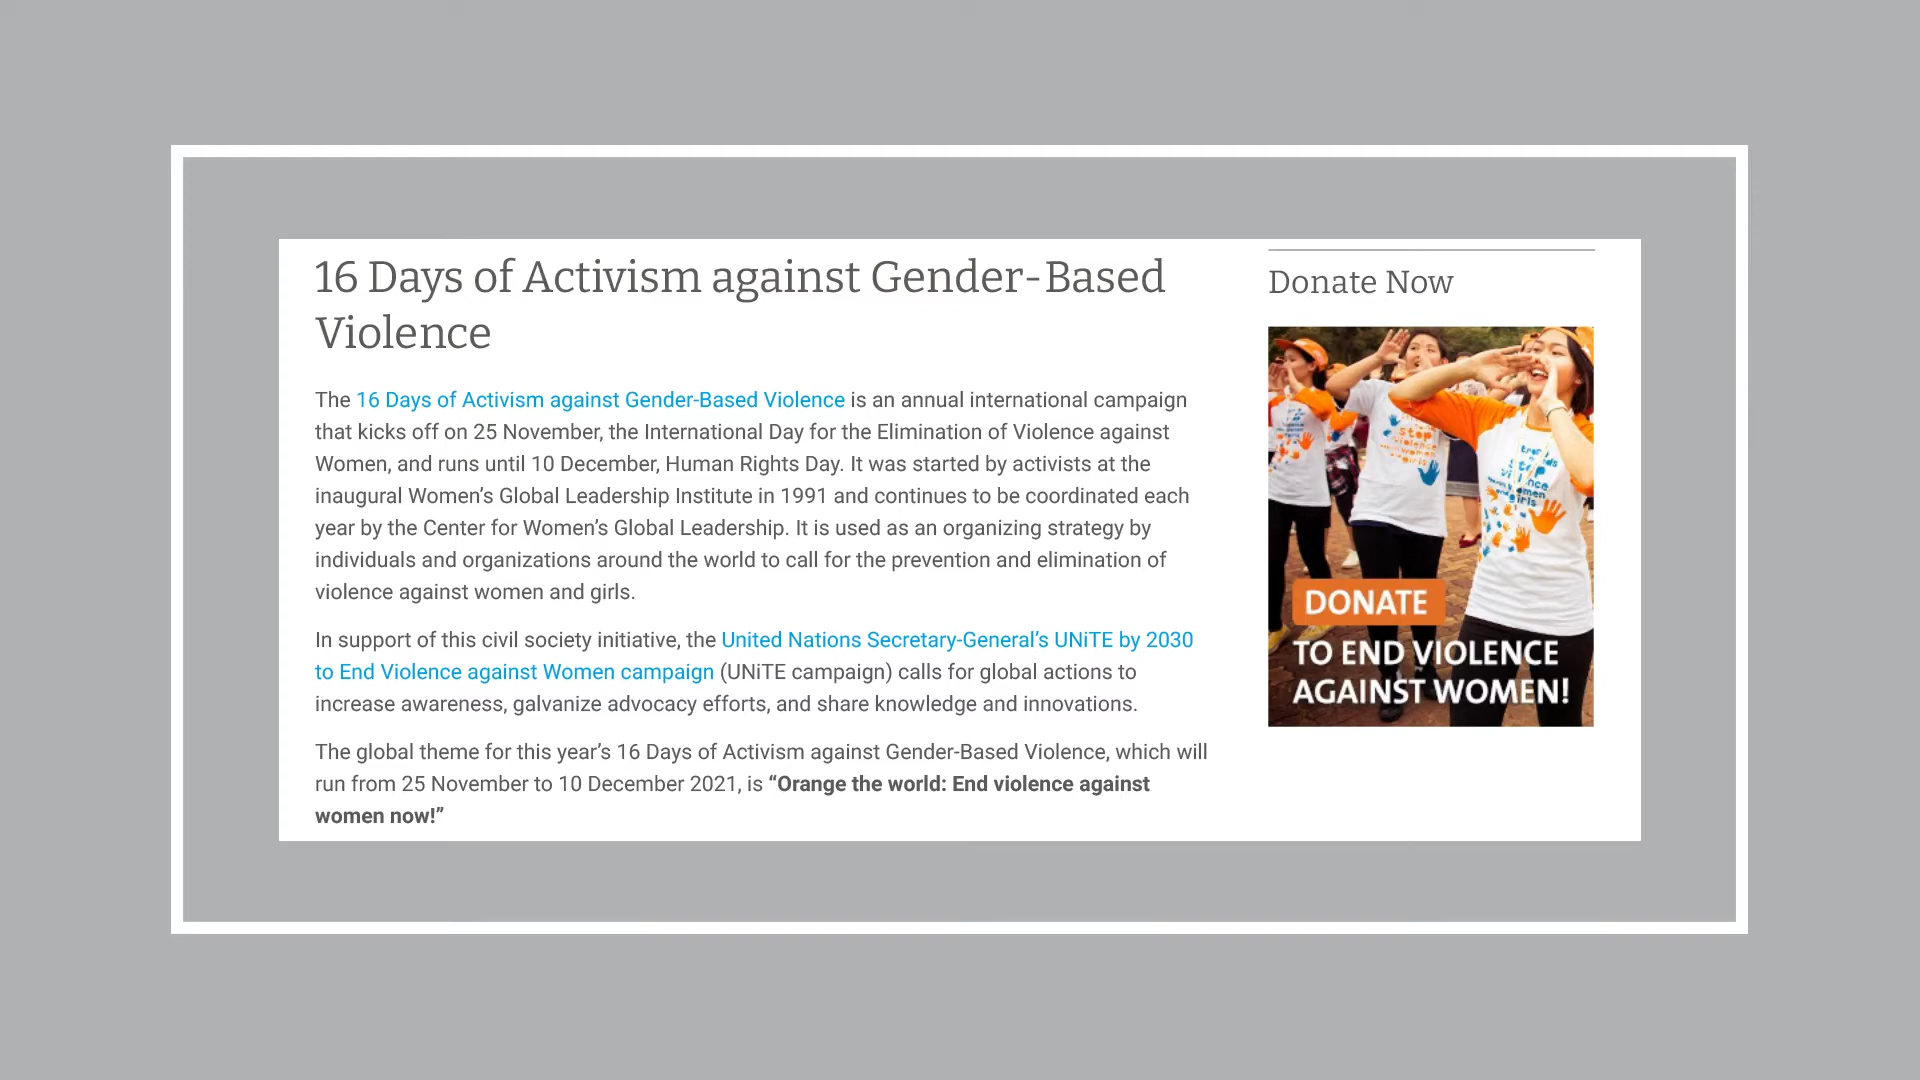 16 Days of Activism against Gender-Based
Violence
The 16 Days of Activism against Gender-Based Violence is an annual international campaign
that kicks off on 25 November, the International Day for the Elimination of Violence against
Women, and runs until 10 December, Human Rights Day. It was started by activists at the
inaugural Women’s Global Leadership Institute in 1991 and continues to be coordinated each
year by the Center for Women’s Global Leadership. It is used as an organizing strategy by
individuals and organizations around the world to call for the prevention and elimination of
violence against women and girls.
In support of this civil society initiative, the United Nations Secretary-General’s UNiTE by 2030
to End Violence against Women campaign (UNiTE campaign) calls for global actions to
increase awareness, galvanize advocacy efforts, and share knowledge and innovations.
The global theme for this year’s 16 Days of Activism against Gender-Based Violence, which will
run from 25 November to 10 December 2021, is “Orange the world: End violence against
women now!”
Donate Now
stop
violence
girls
DONATE
TO END VIOLENCE
AGAINST WOMEN!